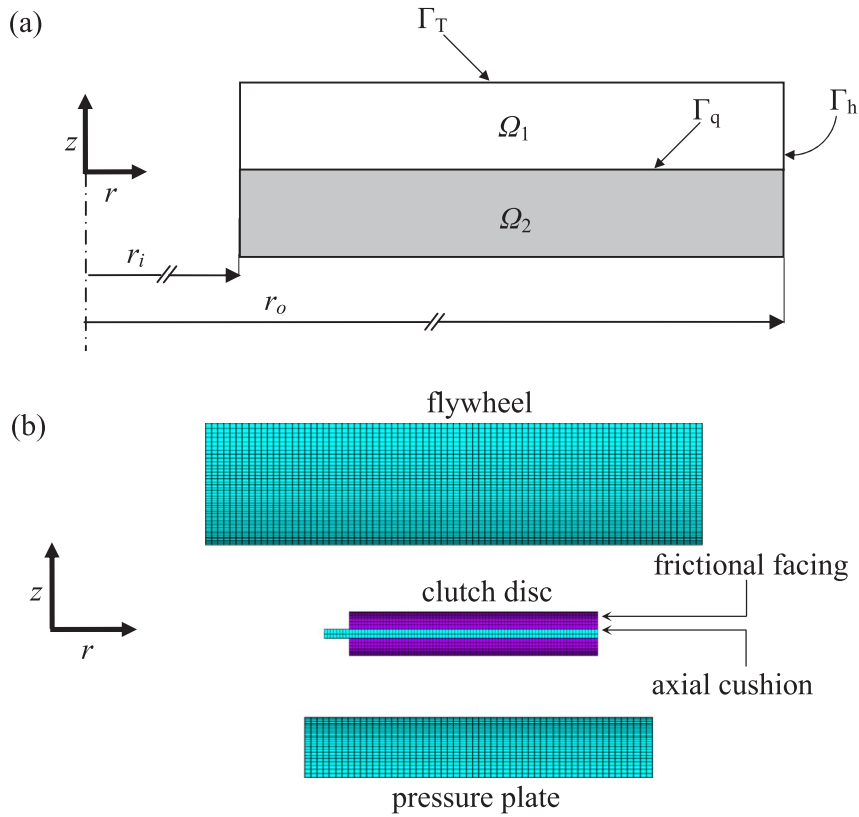 (a)
Γ_T
Γ_h
Γ_q
Ω_1
z
r
Ω_2
r_i
r_o
(b)
flywheel
frictional facing
clutch disc
z
r
axial cushion
pressure plate